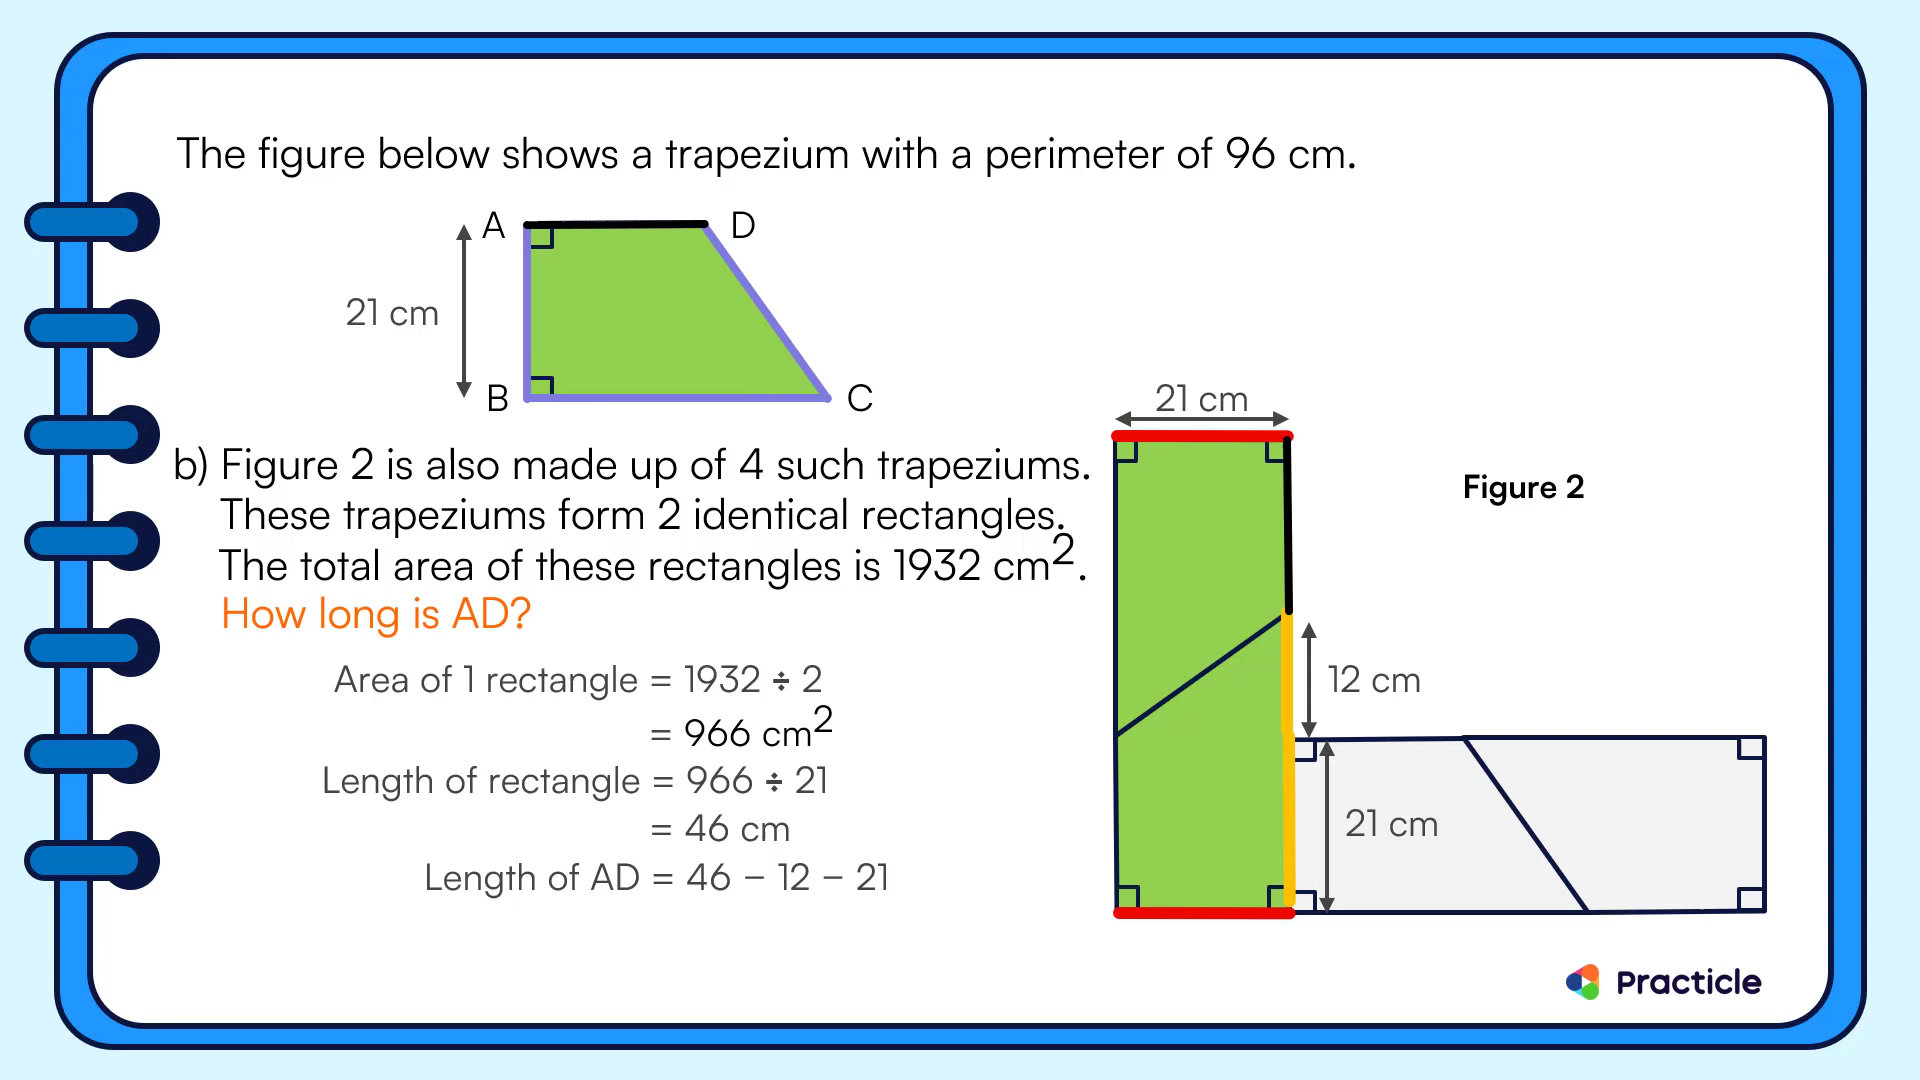 The figure below shows a trapezium with a perimeter of 96 cm.
A
D
21 cm
B
C
b) Figure 2 is also made up of 4 such trapeziums.
These trapeziums form 2 identical rectangles.
The total area of these rectangles is 1932 cm².
How long is AD?
Area of 1 rectangle = 1932 ÷ 2
= 966 cm²
Length of rectangle = 966 ÷ 21
= 46 cm
Length of AD = 46 − 12 − 21
21 cm
Figure 2
12 cm
21 cm
Practicle